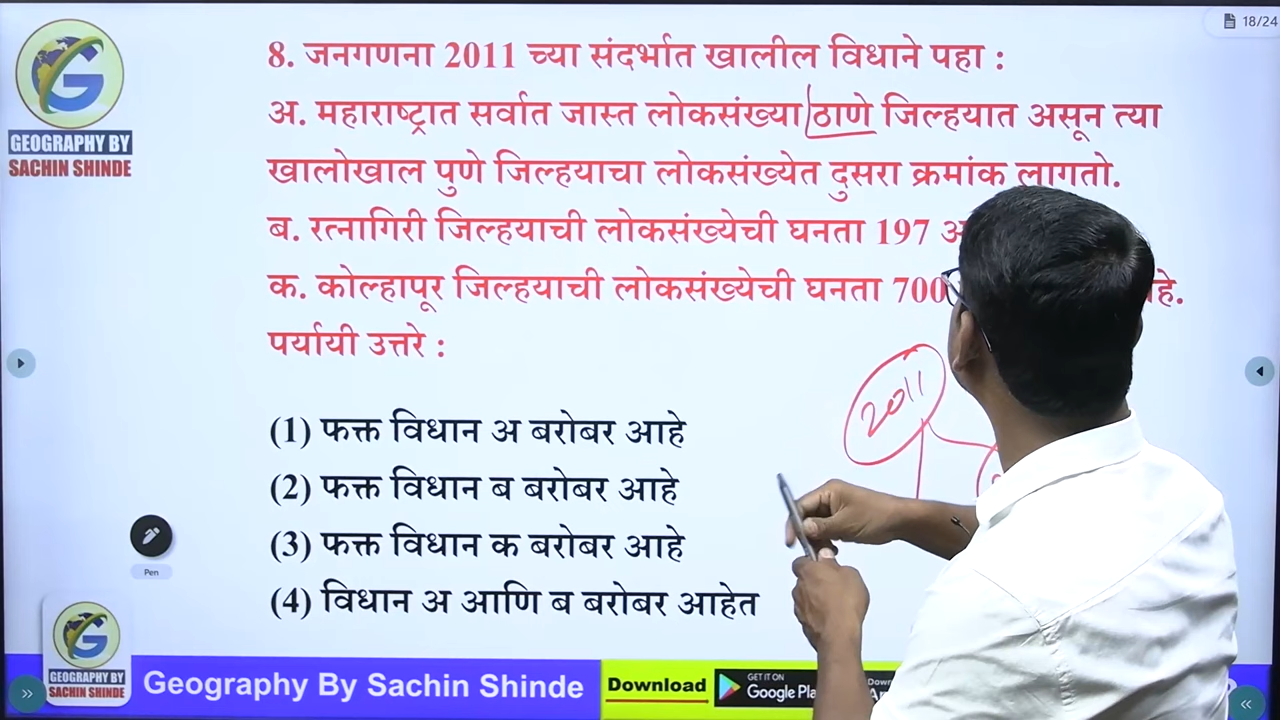 18/24
8. जनगणना 2011 च्या संदर्भात खालील विधाने पहा :
अ. महाराष्ट्रात सर्वात जास्त लोकसंख्या ठाणे जिल्हयात असून त्या
खालोखाल पुणे जिल्हयाचा लोकसंख्येत दुसरा क्रमांक लागतो.
ब. रत्नागिरी जिल्हयाची लोकसंख्येची घनता 197
क. कोल्हापूर जिल्हयाची लोकसंख्येची घनता 700
पर्यायी उत्तरे :
2011
(1) फक्त विधान अ बरोबर आहे
(2) फक्त विधान ब बरोबर आहे
(3) फक्त विधान क बरोबर आहे
(4) विधान अ आणि ब बरोबर आहेत
GEOGRAPHY BY
SACHIN SHINDE
Pen
GEOGRAPHY BY
SACHIN SHINDE
Geography By Sachin Shinde
Download
GET IT ON
Google